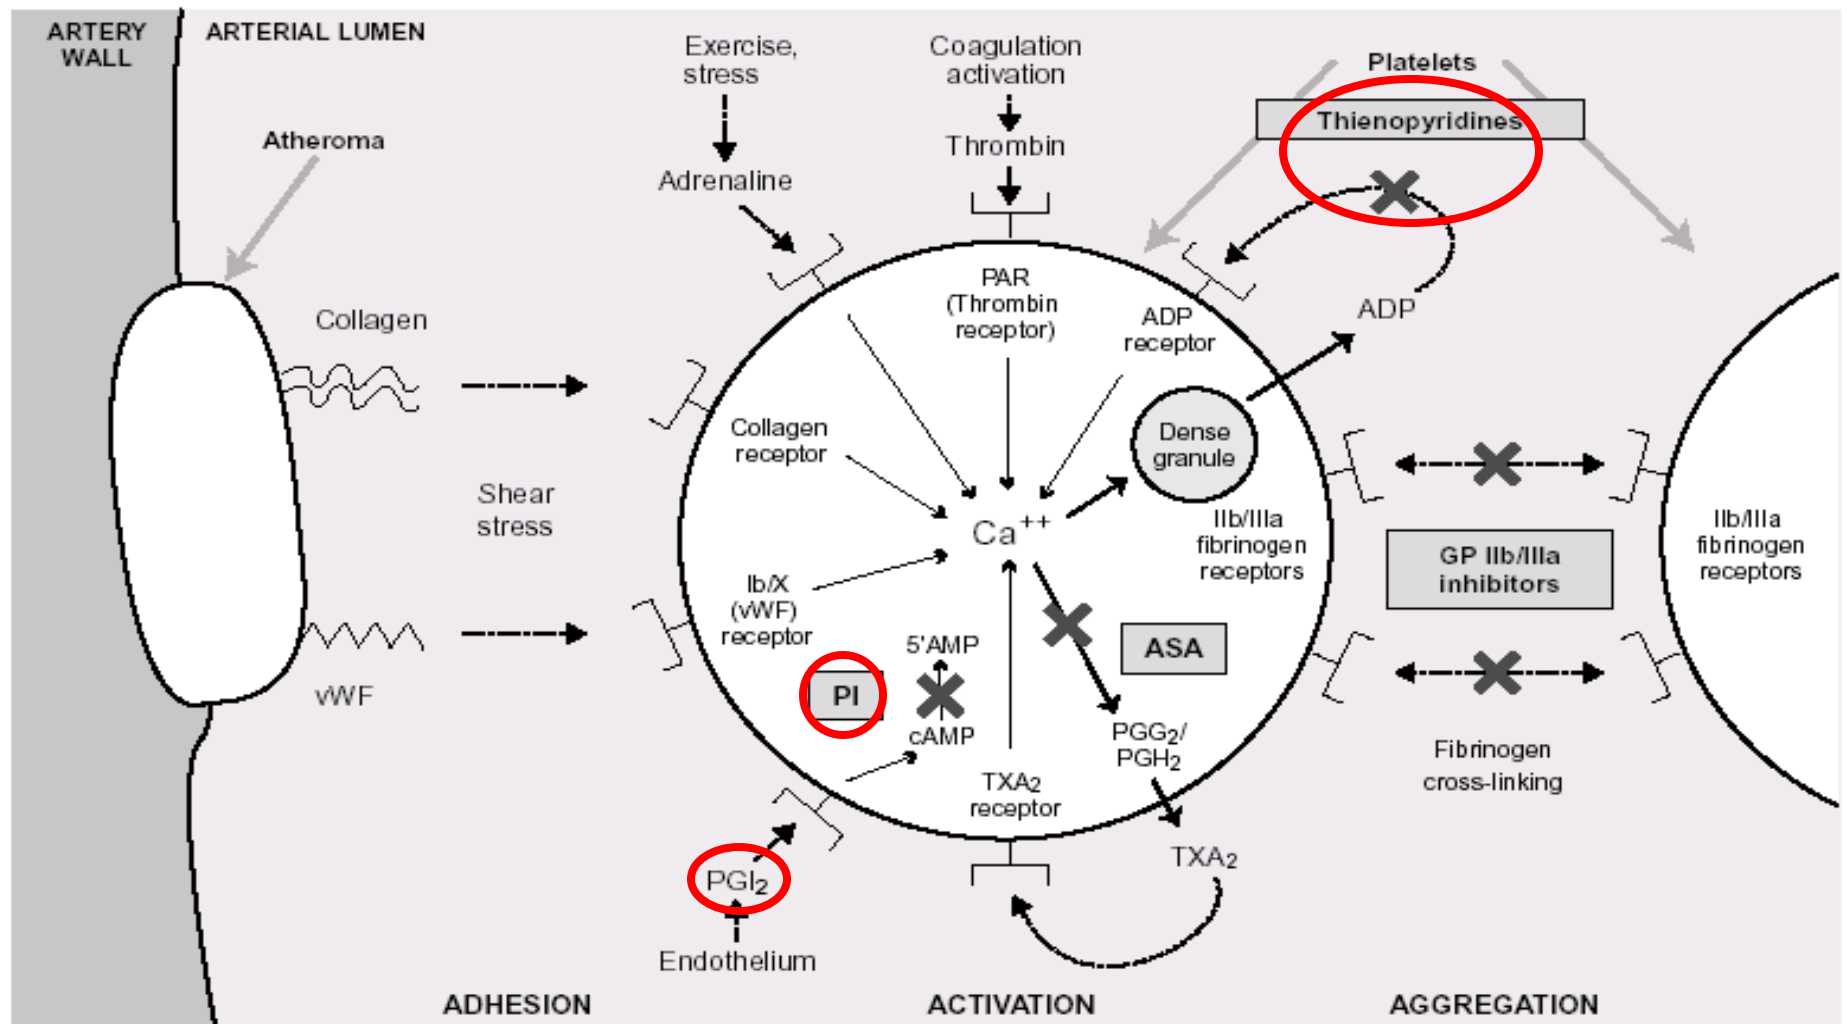 ARTERY
WALL
ARTERIAL LUMEN
Exercise,
stress
Coagulation
activation
Platelets
Thienopyridines
Atheroma
Adrenaline
Thrombin
Collagen
PAR
(Thrombin
receptor)
ADP
receptor
ADP
Collagen
receptor
Dense
granule
Shear
stress
Ca++
IIb/IIIa
fibrinogen
receptors
GP IIb/IIIa
inhibitors
IIb/IIIa
fibrinogen
receptors
Ib/X
(vWF)
receptor
5'AMP
ASA
vWF
PI
cAMP
PGG2/
PGH2
TXA2
receptor
Fibrinogen
cross-linking
PGI2
TXA2
Endothelium
ADHESION
ACTIVATION
AGGREGATION